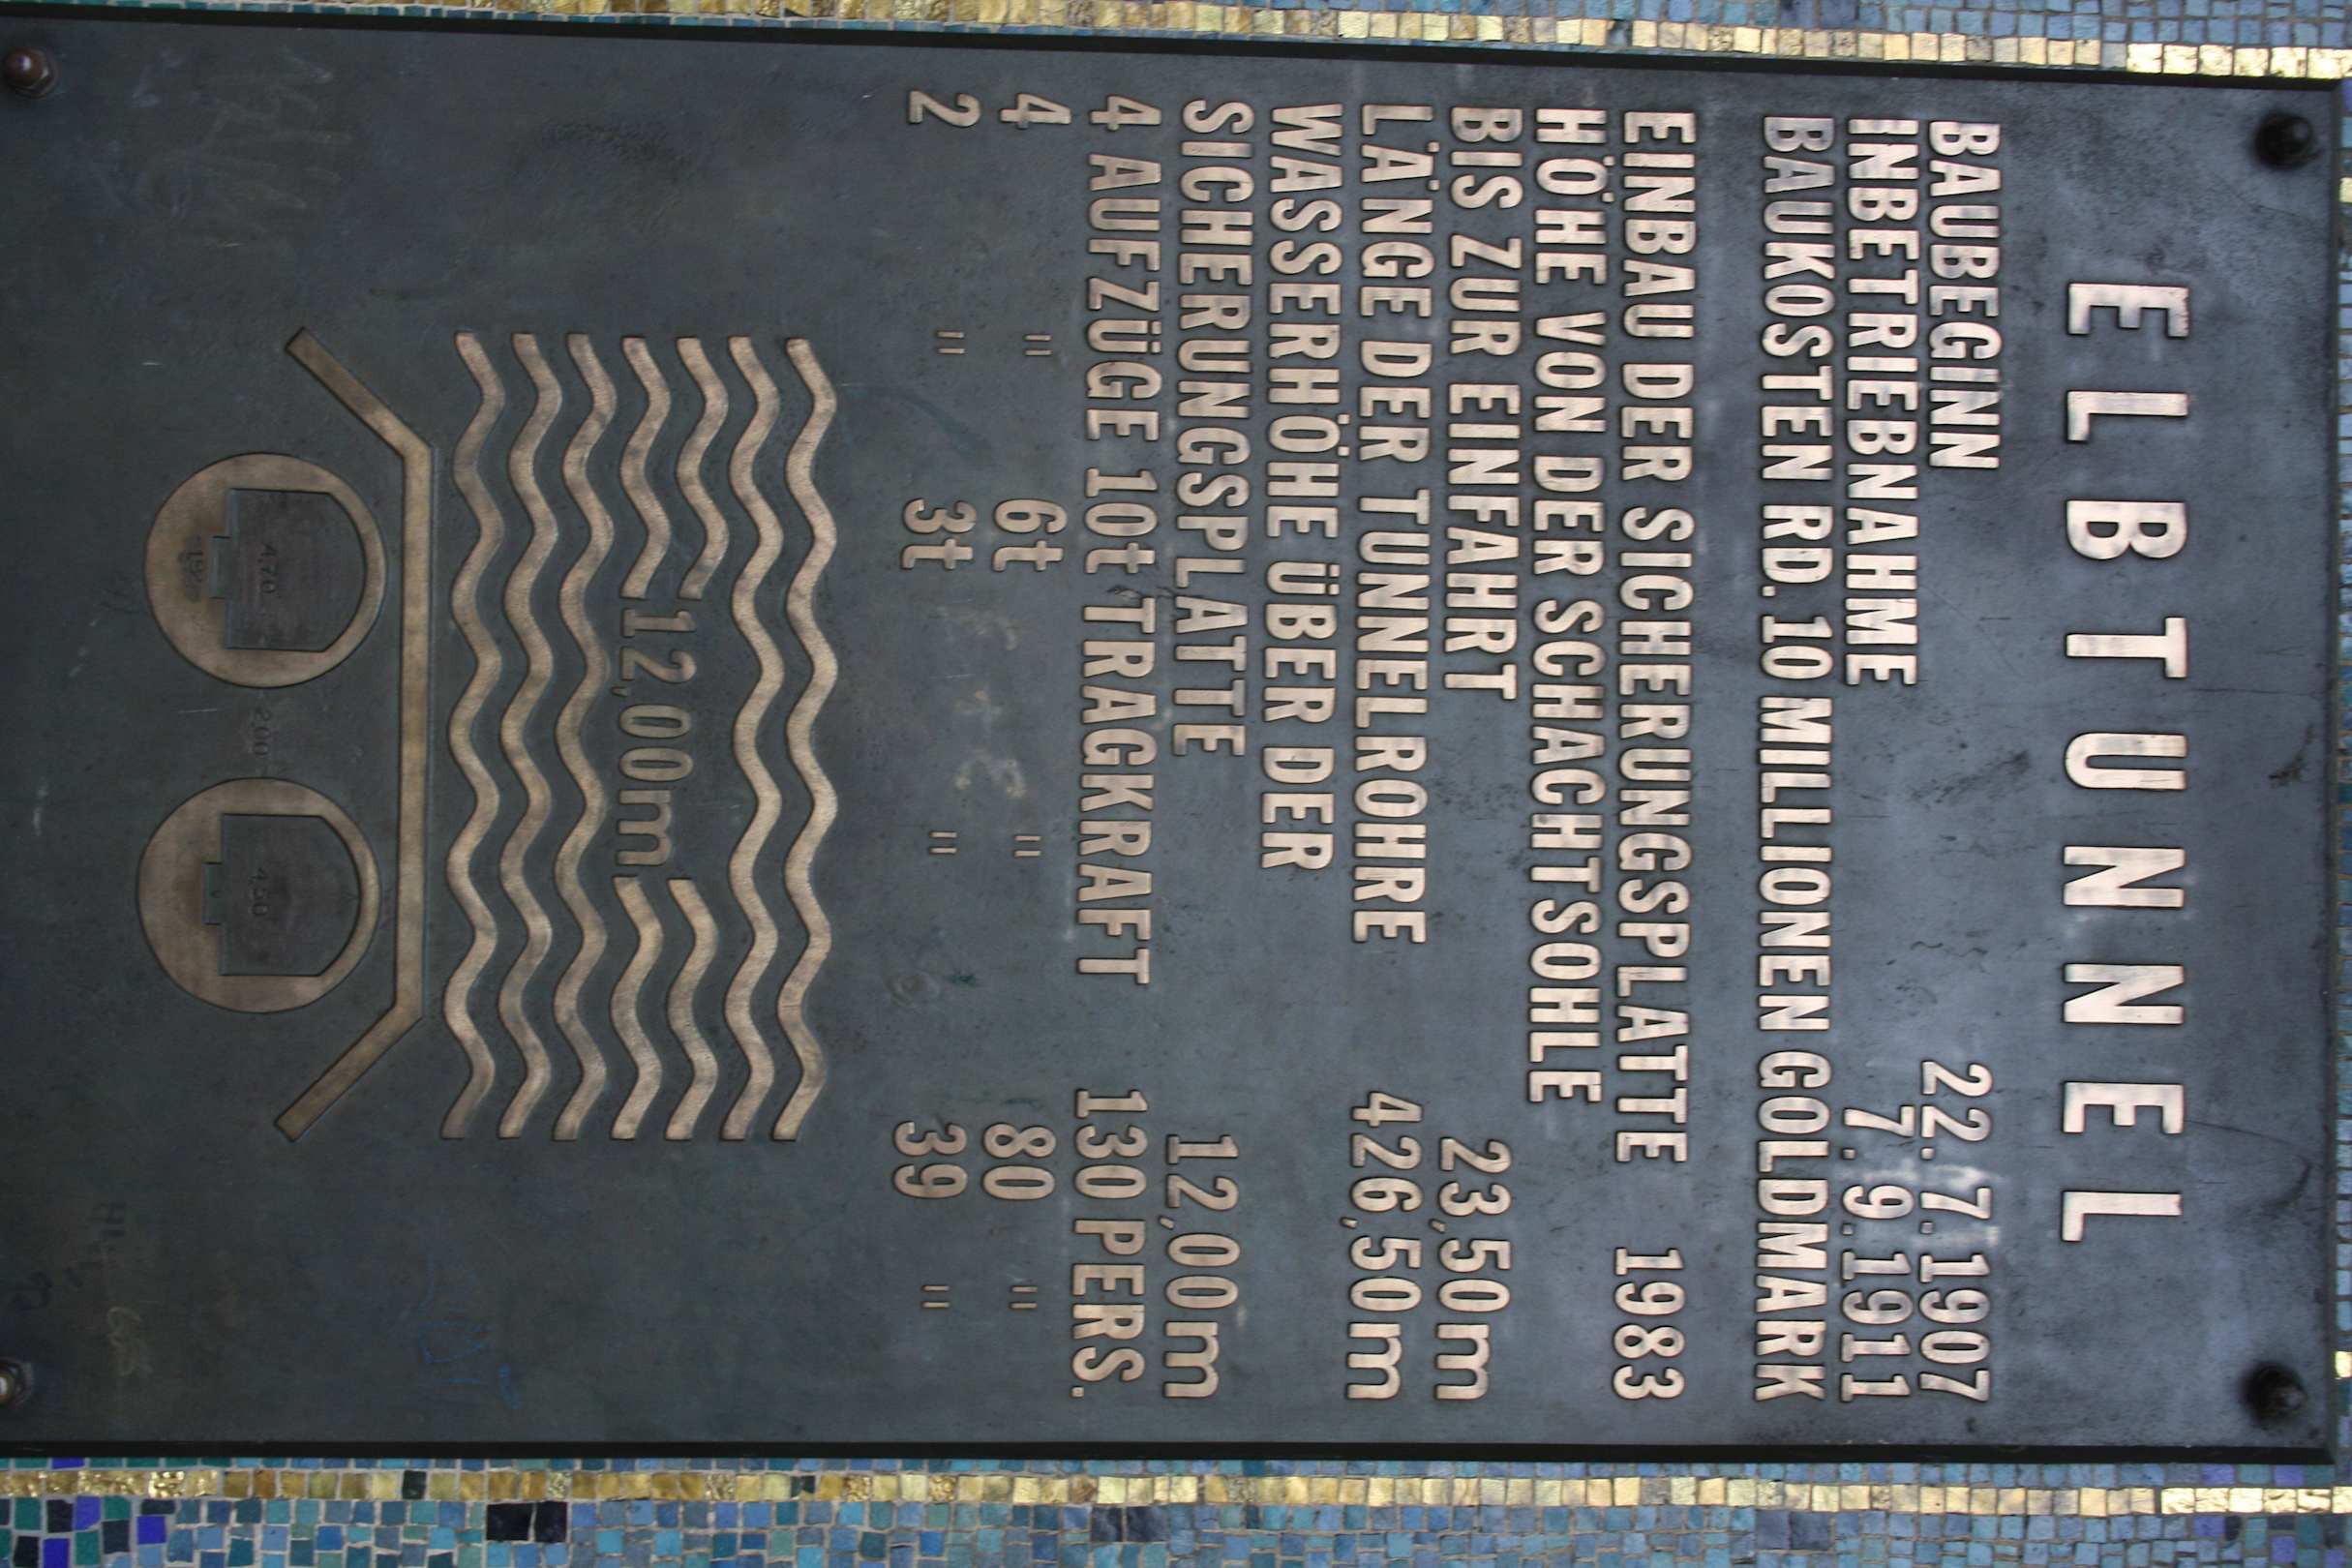 ELBTUNNEL
BAUBEGINN 22.7.1907
INBETRIEBNAHME 7.9.1911
BAUKOSTEN RD. 10 MILLIONEN GOLDMARK
EINBAU DER SICHERUNGSPLATTE 1983
HÖHE VON DER SCHACHTSOHLE
BIS ZUR EINFAHRT 23,50m
LÄNGE DER TUNNELROHRE 426,50m
WASSERHÖHE ÜBER DER
SICHERUNGSPLATTE 12,00m
4 AUFZÜGE 10t TRAGKRAFT 130 PERS.
4 " 6t " 80 "
2 " 3t " 39 "
12,00m
4.70